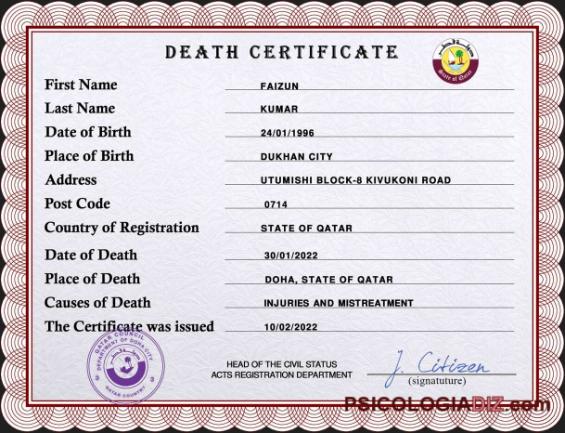 DEATH CERTIFICATE
State of Qatar
First Name FAIZUN
Last Name KUMAR
Date of Birth 24/01/1996
Place of Birth DUKHAN CITY
Address UTUMISHI BLOCK-8 KIVUKONI ROAD
Post Code 0714
Country of Registration STATE OF QATAR
Date of Death 30/01/2022
Place of Death DOHA, STATE OF QATAR
Causes of Death INJURIES AND MISTREATMENT
The Certificate was issued 10/02/2022
QATAR COUNCIL
DEPARTMENT OF DOHA CITY
QATAR COUNTRY
HEAD OF THE CIVIL STATUS
ACTS REGISTRATION DEPARTMENT
J. Citizen
(signatuture)
PSICOLOGIADIZ.com